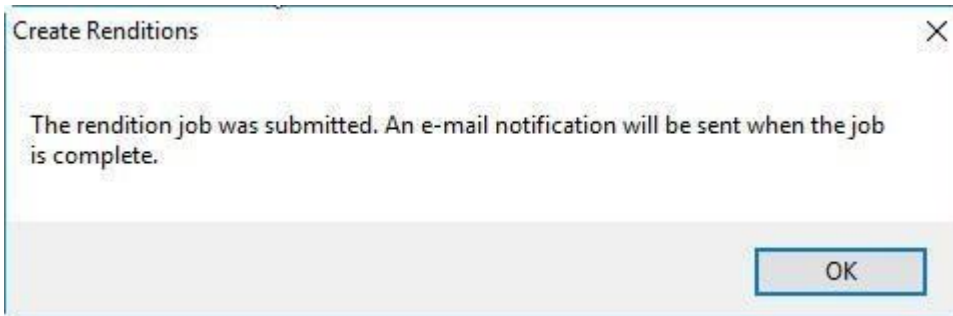 Create Renditions
The rendition job was submitted. An e-mail notification will be sent when the job
is complete.
OK